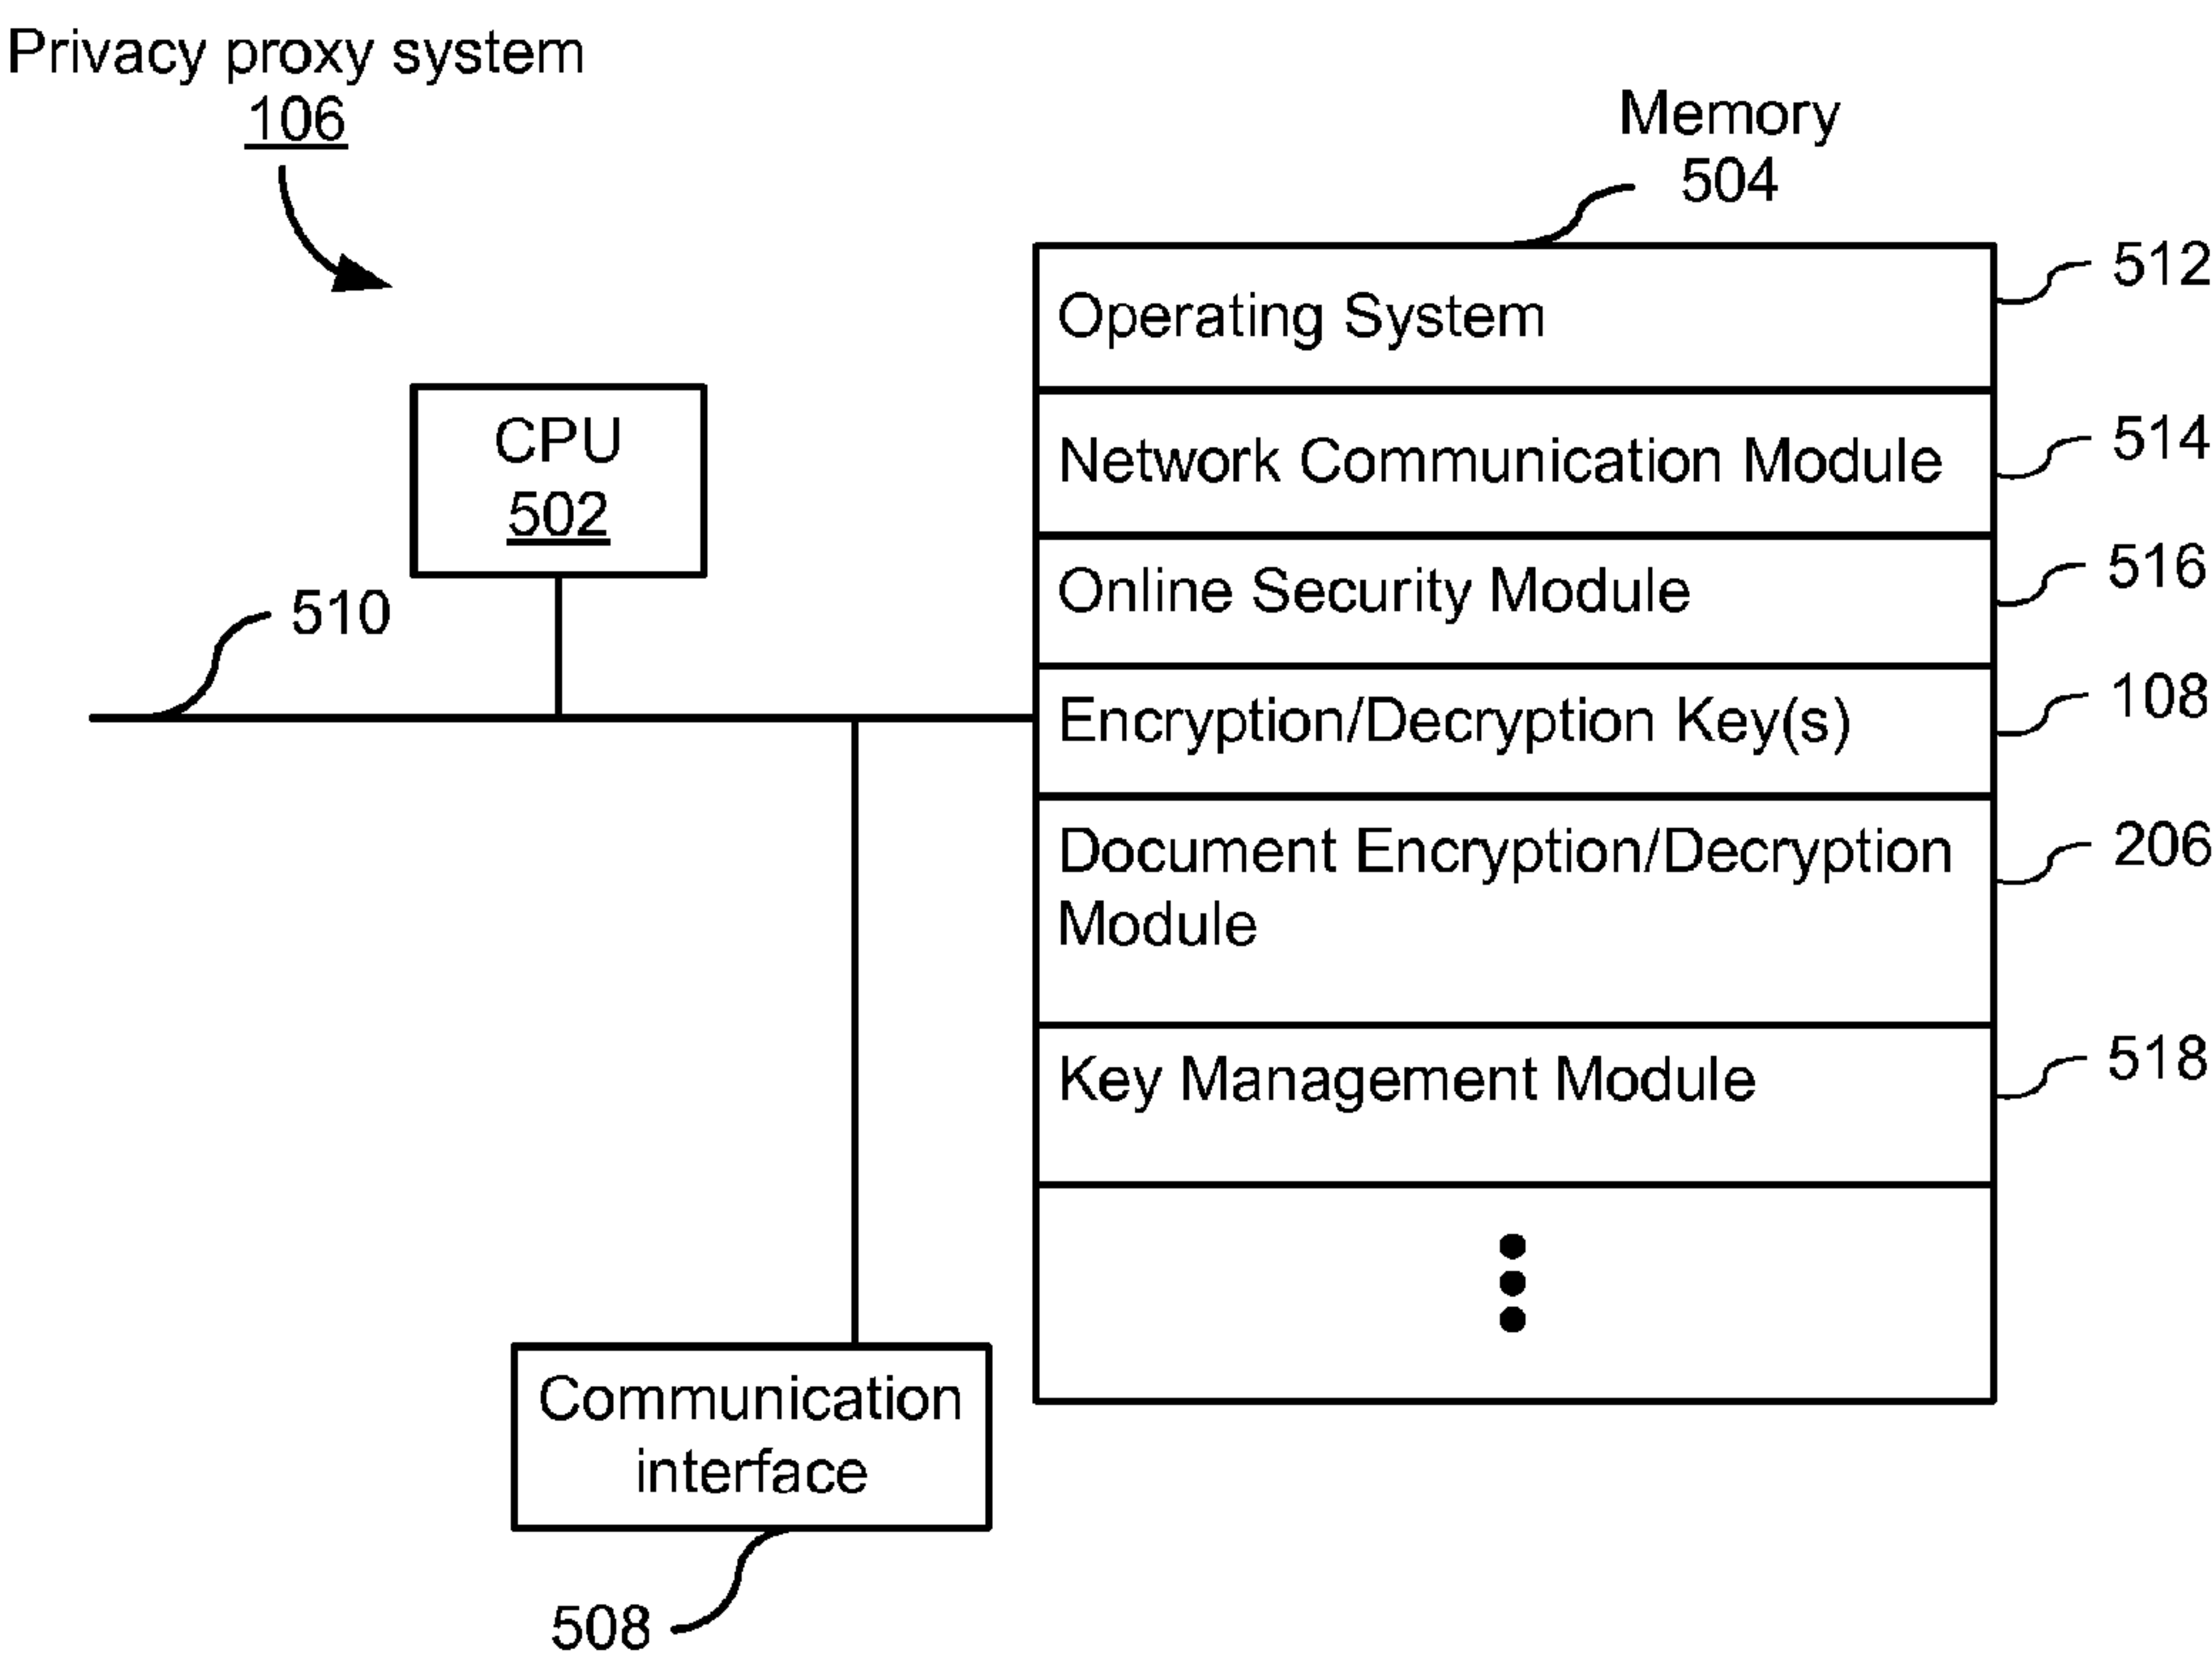 Privacy proxy system
106
Memory
504
Operating System
512
Network Communication Module
514
CPU
502
Online Security Module
516
510
Encryption/Decryption Key(s)
108
Document Encryption/Decryption
Module
206
Key Management Module
518
Communication
interface
508